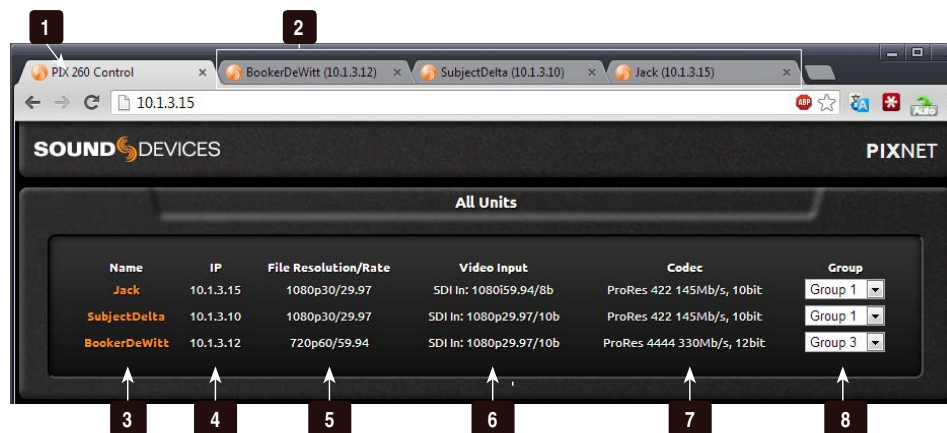 1 2
PIX 260 Control × BookerDeWitt (10.1.3.12) × SubjectDelta (10.1.3.10) × Jack (10.1.3.15) ×
10.1.3.15 ABP Auto
SOUND DEVICES PIXNET
All Units
Name IP File Resolution/Rate Video Input Codec Group
Jack 10.1.3.15 1080p30/29.97 SDI In: 1080i59.94/8b ProRes 422 145Mb/s, 10bit Group 1
SubjectDelta 10.1.3.10 1080p30/29.97 SDI In: 1080p29.97/10b ProRes 422 145Mb/s, 10bit Group 1
BookerDeWitt 10.1.3.12 720p60/59.94 SDI In: 1080p29.97/10b ProRes 4444 330Mb/s, 12bit Group 3
3 4 5 6 7 8